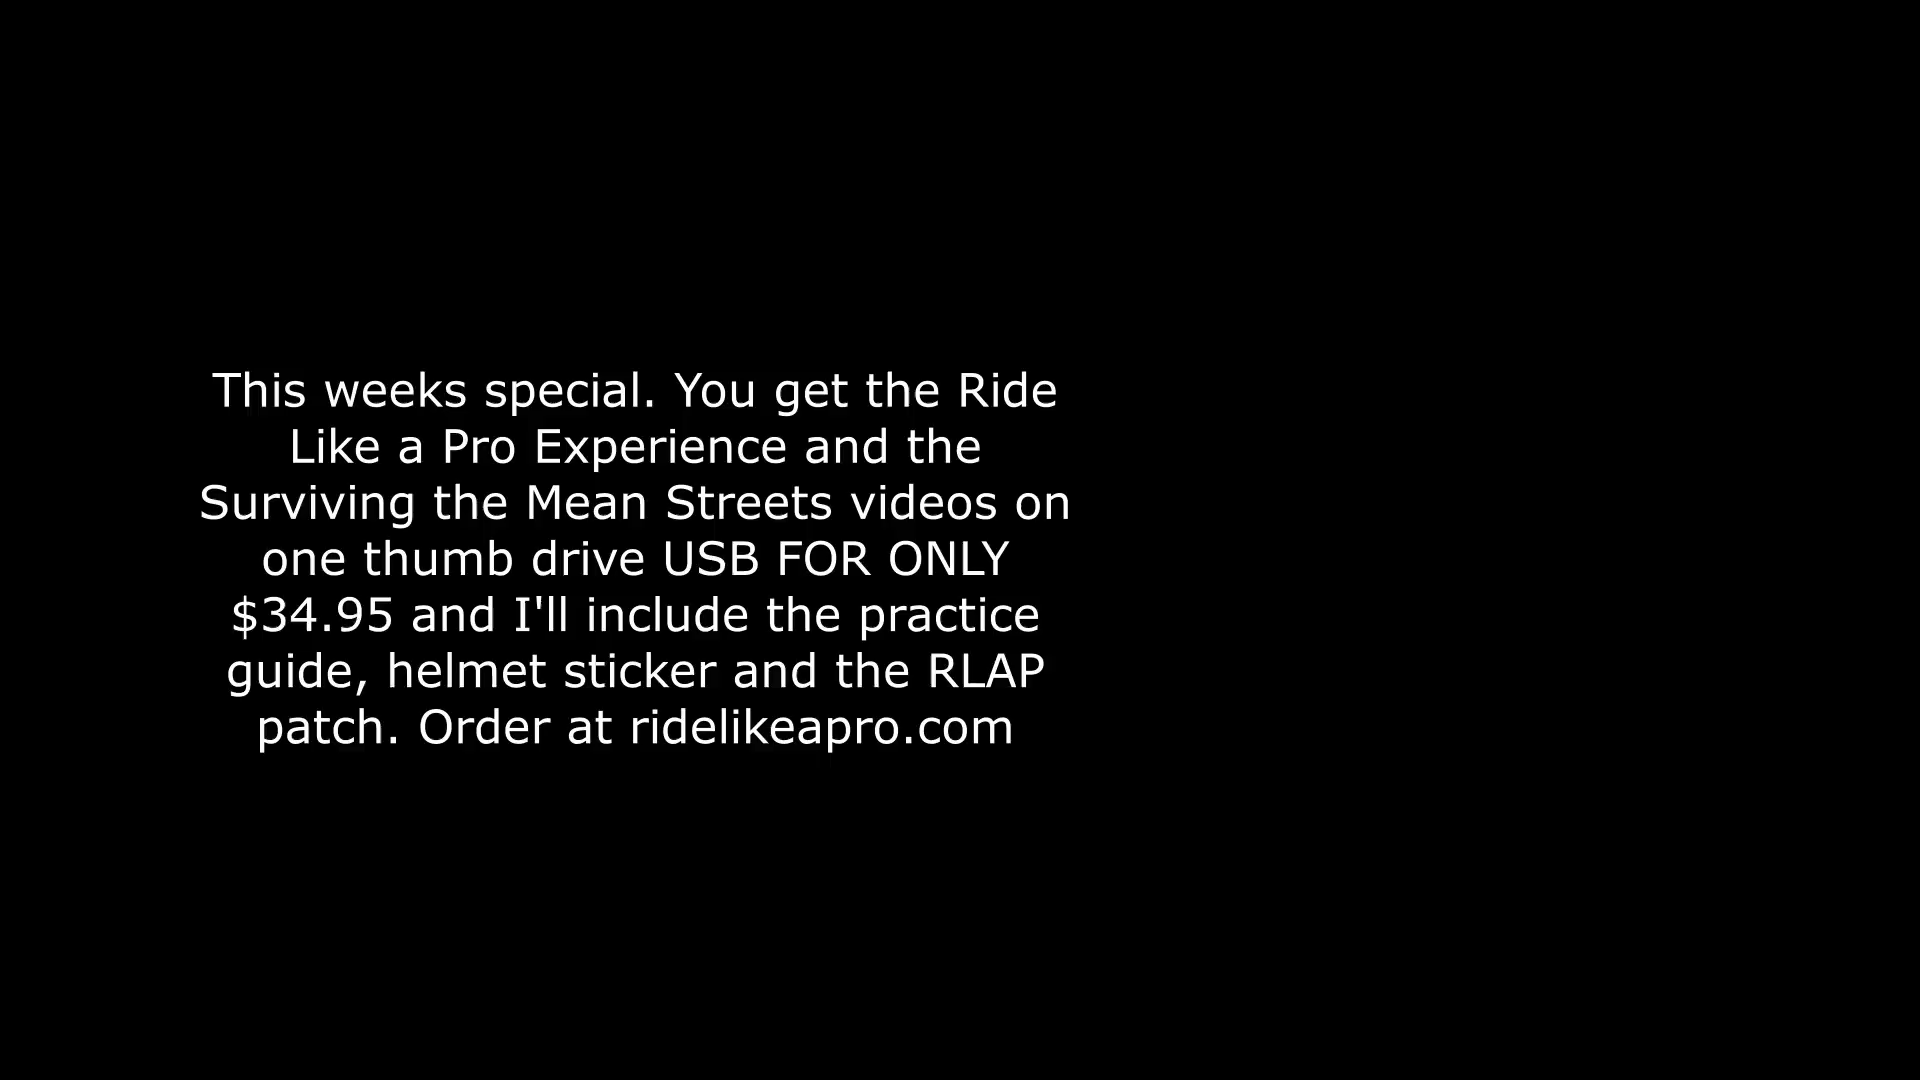 This weeks special. You get the Ride
Like a Pro Experience and the
Surviving the Mean Streets videos on
one thumb drive USB FOR ONLY
$34.95 and I'll include the practice
guide, helmet sticker and the RLAP
patch. Order at ridelikeapro.com